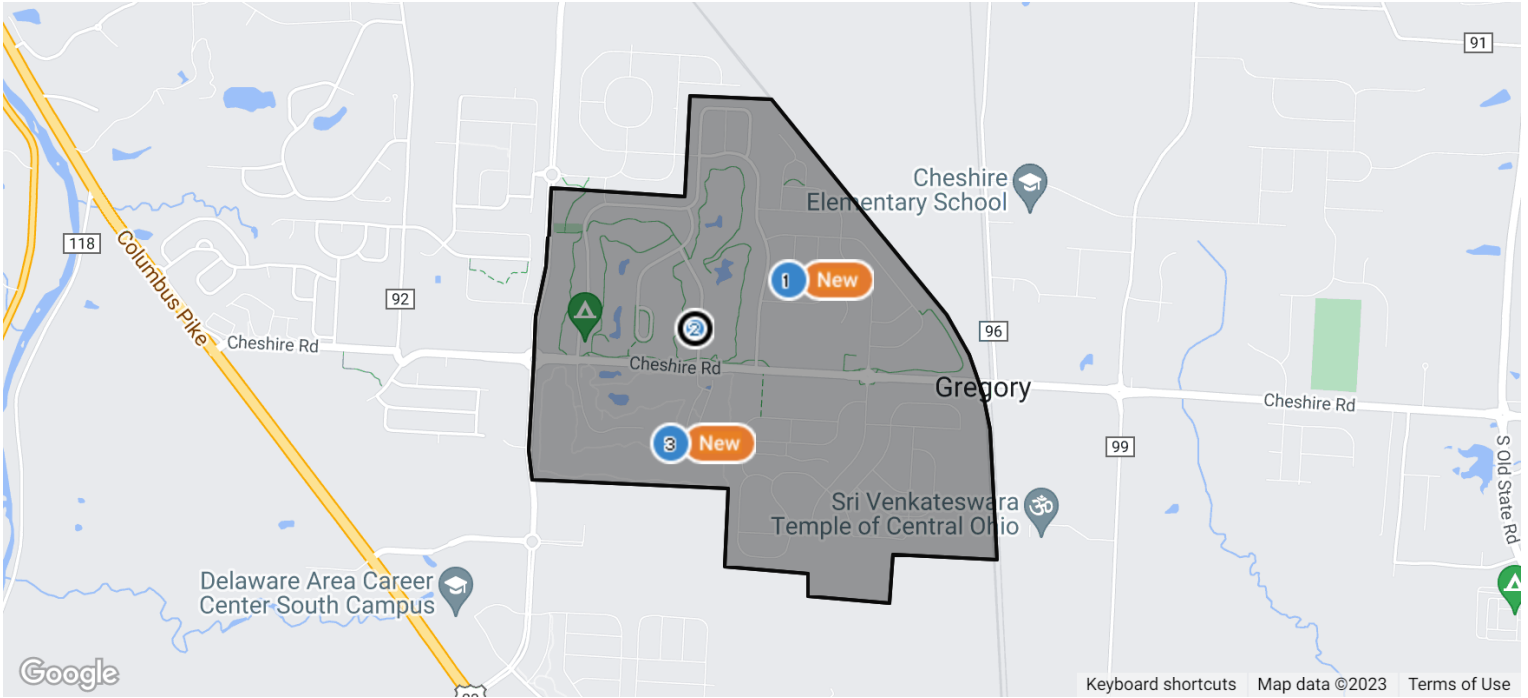 91
Cheshire
Elementary School
118
Columbus Pike
92
1
New
96
2
Cheshire Rd
Cheshire Rd
Gregory
Cheshire Rd
3
New
99
S Old State Rd
Sri Venkateswara
Temple of Central Ohio
Delaware Area Career
Center South Campus
Google
Keyboard shortcuts
Map data ©2023
Terms of Use